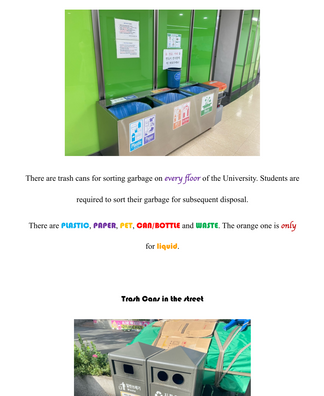 There are trash cans for sorting garbage on every floor of the University. Students are
required to sort their garbage for subsequent disposal.
There are PLASTIC, PAPER, PET, CAN/BOTTLE and WASTE. The orange one is only
for liquid.
Trash Cans in the street